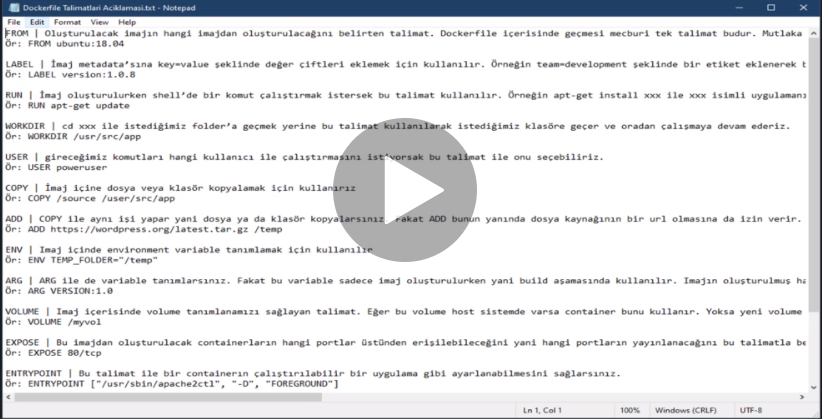 Dockerfile Talimatlari Aciklamasi.txt - Notepad
File Edit Format View Help
FROM | Oluşturulacak imajın hangi imajdan oluşturulacağını belirten talimat. Dockerfile içerisinde geçmesi mecburi tek talimat budur. Mutlaka
Ör: FROM ubuntu:18.04
LABEL | İmaj metadata’sına key=value şeklinde değer çiftleri eklemek için kullanılır. Örneğin team=development şeklinde bir etiket eklenerek
Ör: LABEL version:1.0.8
RUN | İmaj oluşturulurken shell’de bir komut çalıştırmak istersek bu talimat kullanılır. Örneğin apt-get install xxx ile xxx isimli
Ör: RUN apt-get update
WORKDIR | cd xxx ile istediğimiz folder’a geçmek yerine bu talimat kullanılarak istediğimiz klasöre geçer ve oradan çalışmaya devam ederiz.
Ör: WORKDIR /usr/src/app
USER | gireceğimiz komutları hangi kullanıcı ile çalıştırmasını istiyorsak bu talimat ile onu seçebiliriz.
Ör: USER poweruser
COPY | İmaj içine dosya veya klasör kopyalamak için kullanırız
Ör: COPY /source /user/src/app
ADD | COPY ile aynı işi yapar yani dosya ya da klasör kopyalarsınız. Fakat ADD bunun yanında dosya kaynağının bir url olmasına da izin verir.
Ör: ADD https://wordpress.org/latest.tar.gz /temp
ENV | Imaj içinde environment variable tanımlamak için kullanılır
Ör: ENV TEMP_FOLDER="/temp"
ARG | ARG ile de variable tanımlarsınız. Fakat bu variable sadece imaj oluşturulurken yani build aşamasında kullanılır. Imajın oluşturulmuş
Ör: ARG VERSION:1.0
VOLUME | Imaj içerisinde volume tanımlanamızı sağlayan talimat. Eğer bu volume host sistemde varsa container bunu kullanır. Yoksa yeni volume
Ör: VOLUME /myvol
EXPOSE | Bu imajdan oluşturulacak containerların hangi portlar üstünden erişilebileceğini yani hangi portların yayınlanacağını bu talimatla
Ör: EXPOSE 80/tcp
ENTRYPOINT | Bu talimat ile bir containerın çalıştırılabilir bir uygulama gibi ayarlanabilmesini sağlarsınız.
Ör: ENTRYPOINT ["/usr/sbin/apache2ctl", "-D", "FOREGROUND"]
Ln 1, Col 1 100% Windows (CRLF) UTF-8